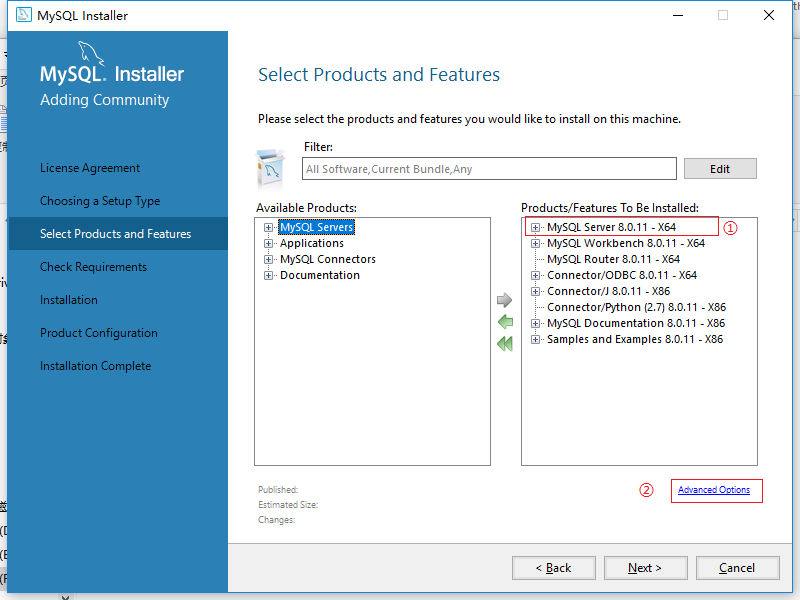 MySQL Installer
MySQL. Installer
Adding Community
License Agreement
Choosing a Setup Type
Select Products and Features
Check Requirements
Installation
Product Configuration
Installation Complete
Select Products and Features
Please select the products and features you would like to install on this machine.
Filter:
All Software,Current Bundle,Any
Edit
Available Products:
MySQL Servers
Applications
MySQL Connectors
Documentation
Products/Features To Be Installed:
MySQL Server 8.0.11 - X64
①
MySQL Workbench 8.0.11 - X64
MySQL Router 8.0.11 - X64
Connector/ODBC 8.0.11 - X64
Connector/J 8.0.11 - X86
Connector/Python (2.7) 8.0.11 - X86
MySQL Documentation 8.0.11 - X86
Samples and Examples 8.0.11 - X86
② Advanced Options
Published:
Estimated Size:
Changes:
< Back
Next >
Cancel